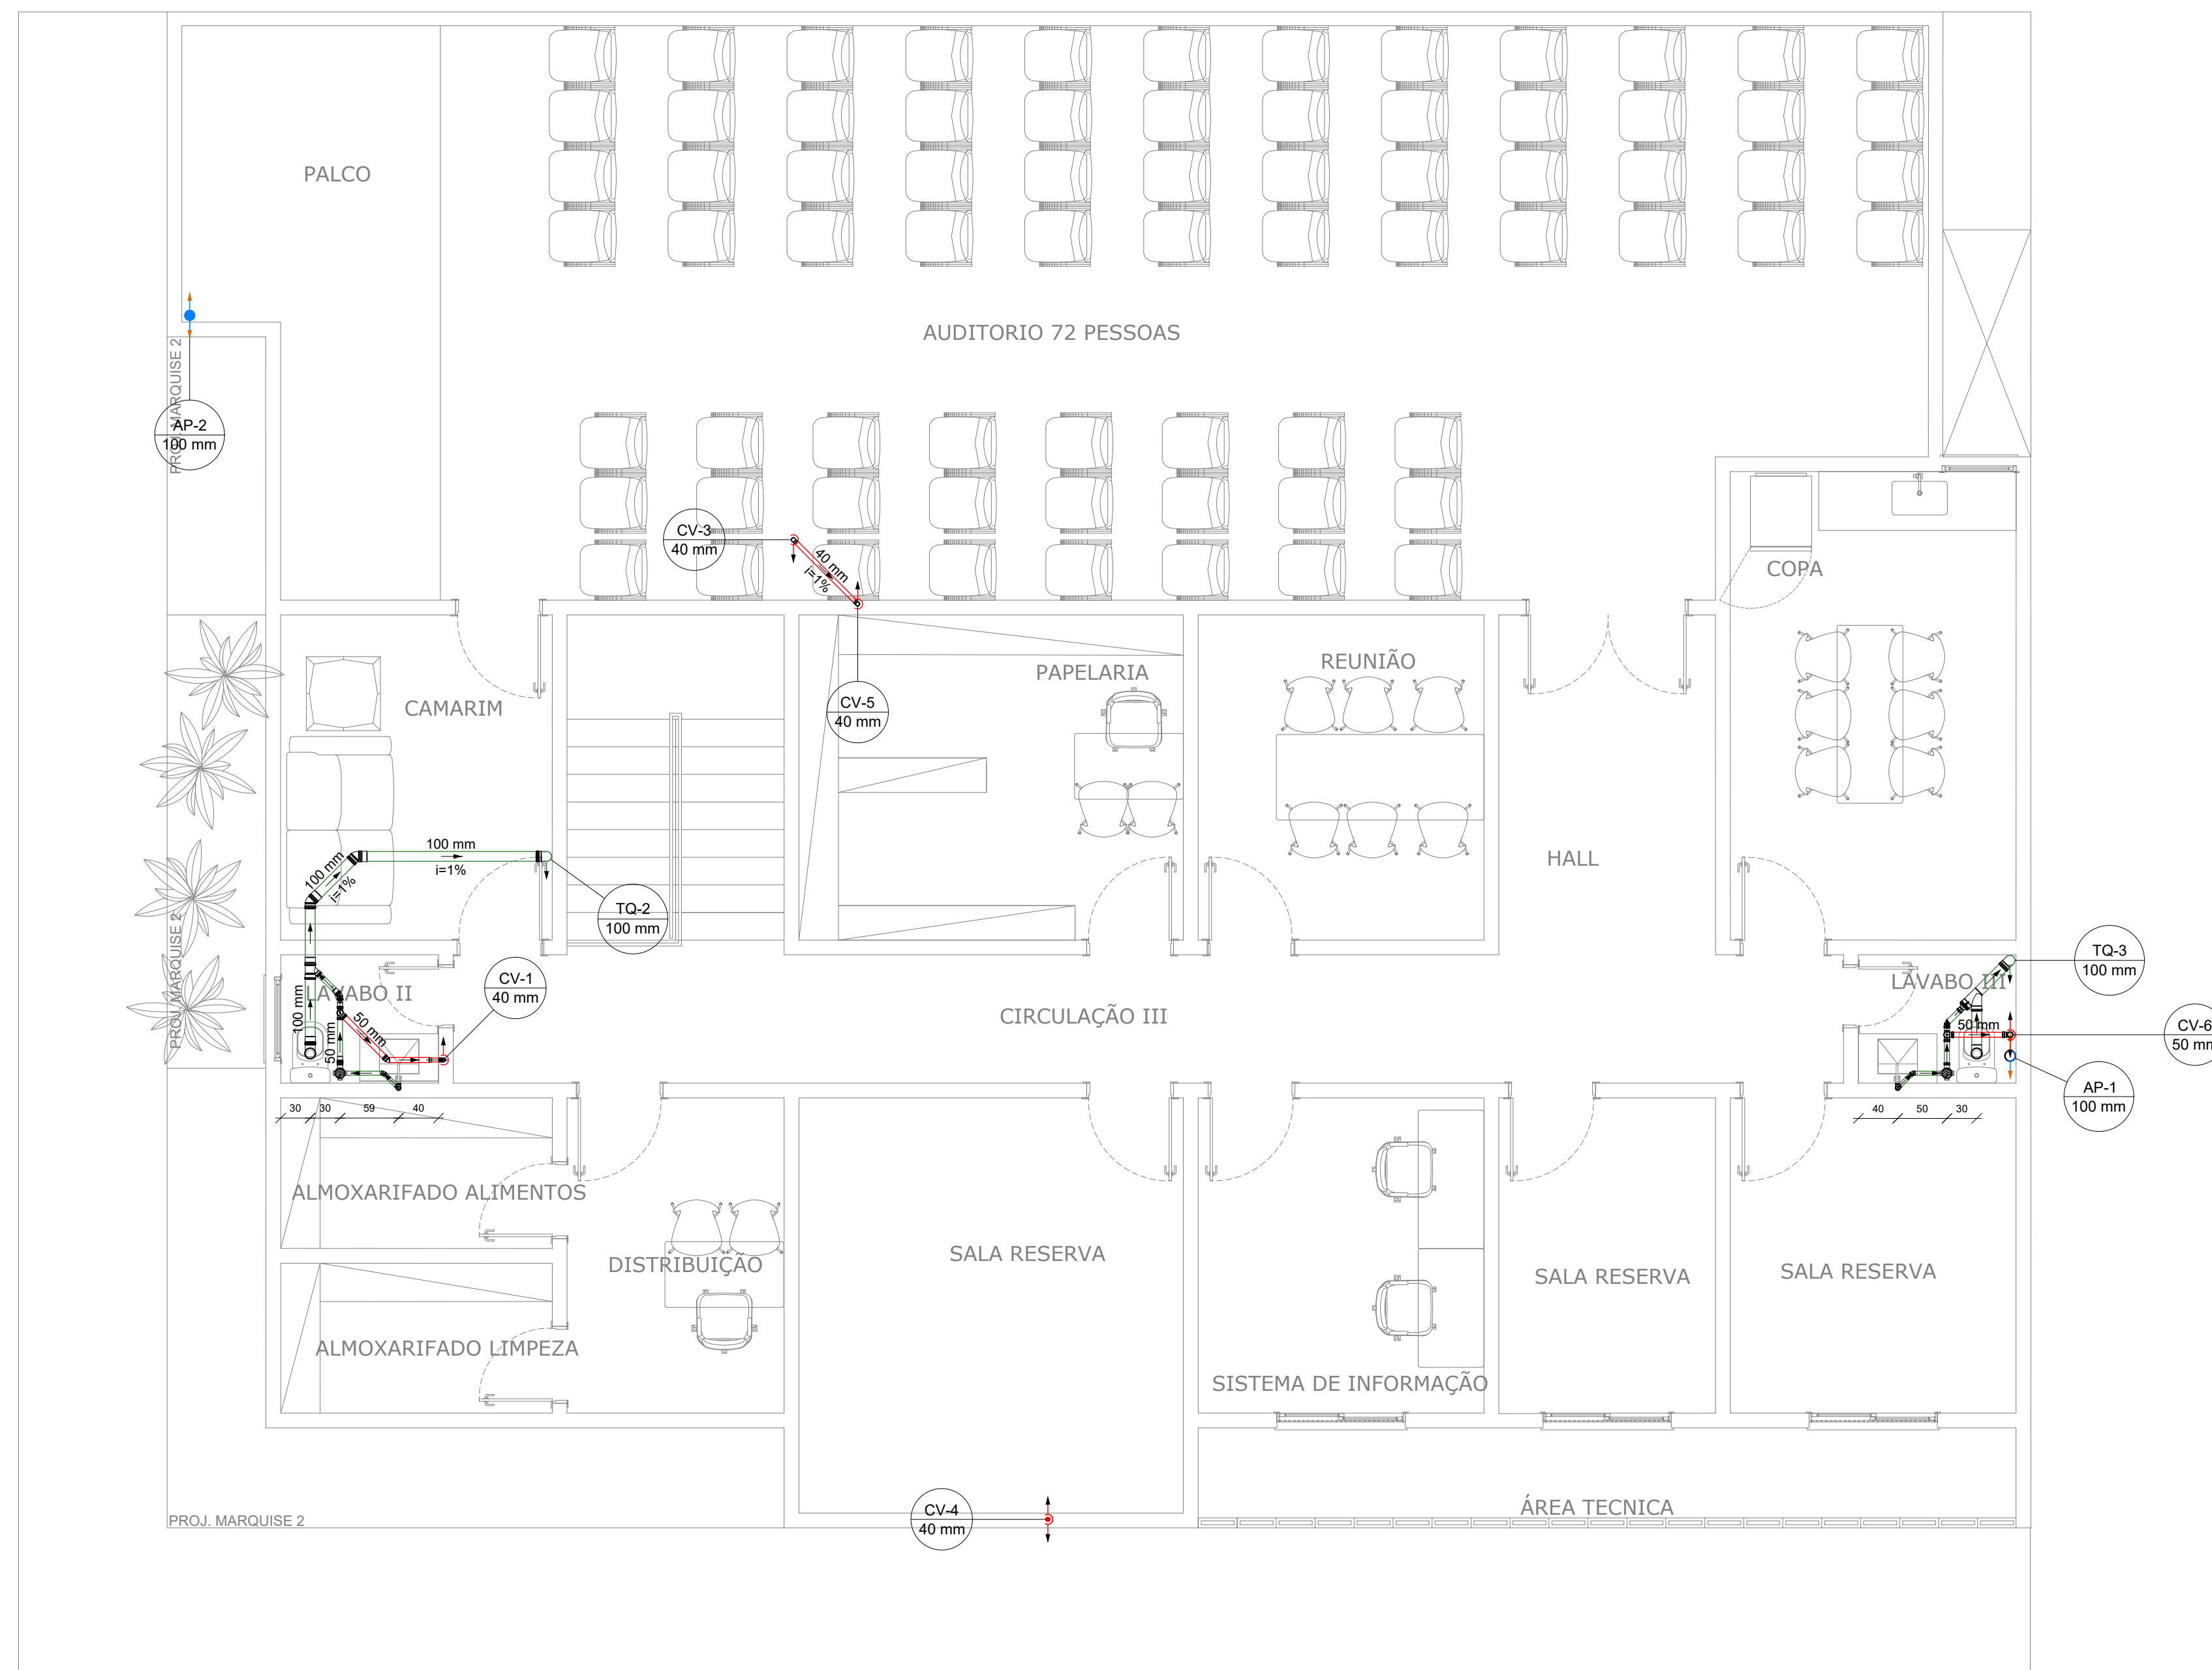 PALCO
AUDITORIO 72 PESSOAS
PROJ. MARQUISE 2
AP-2
100 mm
CV-3
40 mm
40 mm
i=1%
COPA
PAPELARIA
REUNIÃO
CAMARIM
CV-5
40 mm
100 mm
i=1%
100 mm
i=1%
HALL
TQ-2
100 mm
PROJ. MARQUISE 2
TQ-3
100 mm
CV-1
40 mm
LAVABO II
LAVABO III
100 mm
50 mm
50 mm
CIRCULAÇÃO III
50 mm
CV-6
50 mm
AP-1
100 mm
30
30
59
40
40
50
30
ALMOXARIFADO ALIMENTOS
DISTRIBUIÇÃO
SALA RESERVA
SALA RESERVA
SALA RESERVA
ALMOXARIFADO LIMPEZA
SISTEMA DE INFORMAÇÃO
CV-4
40 mm
ÁREA TECNICA
PROJ. MARQUISE 2